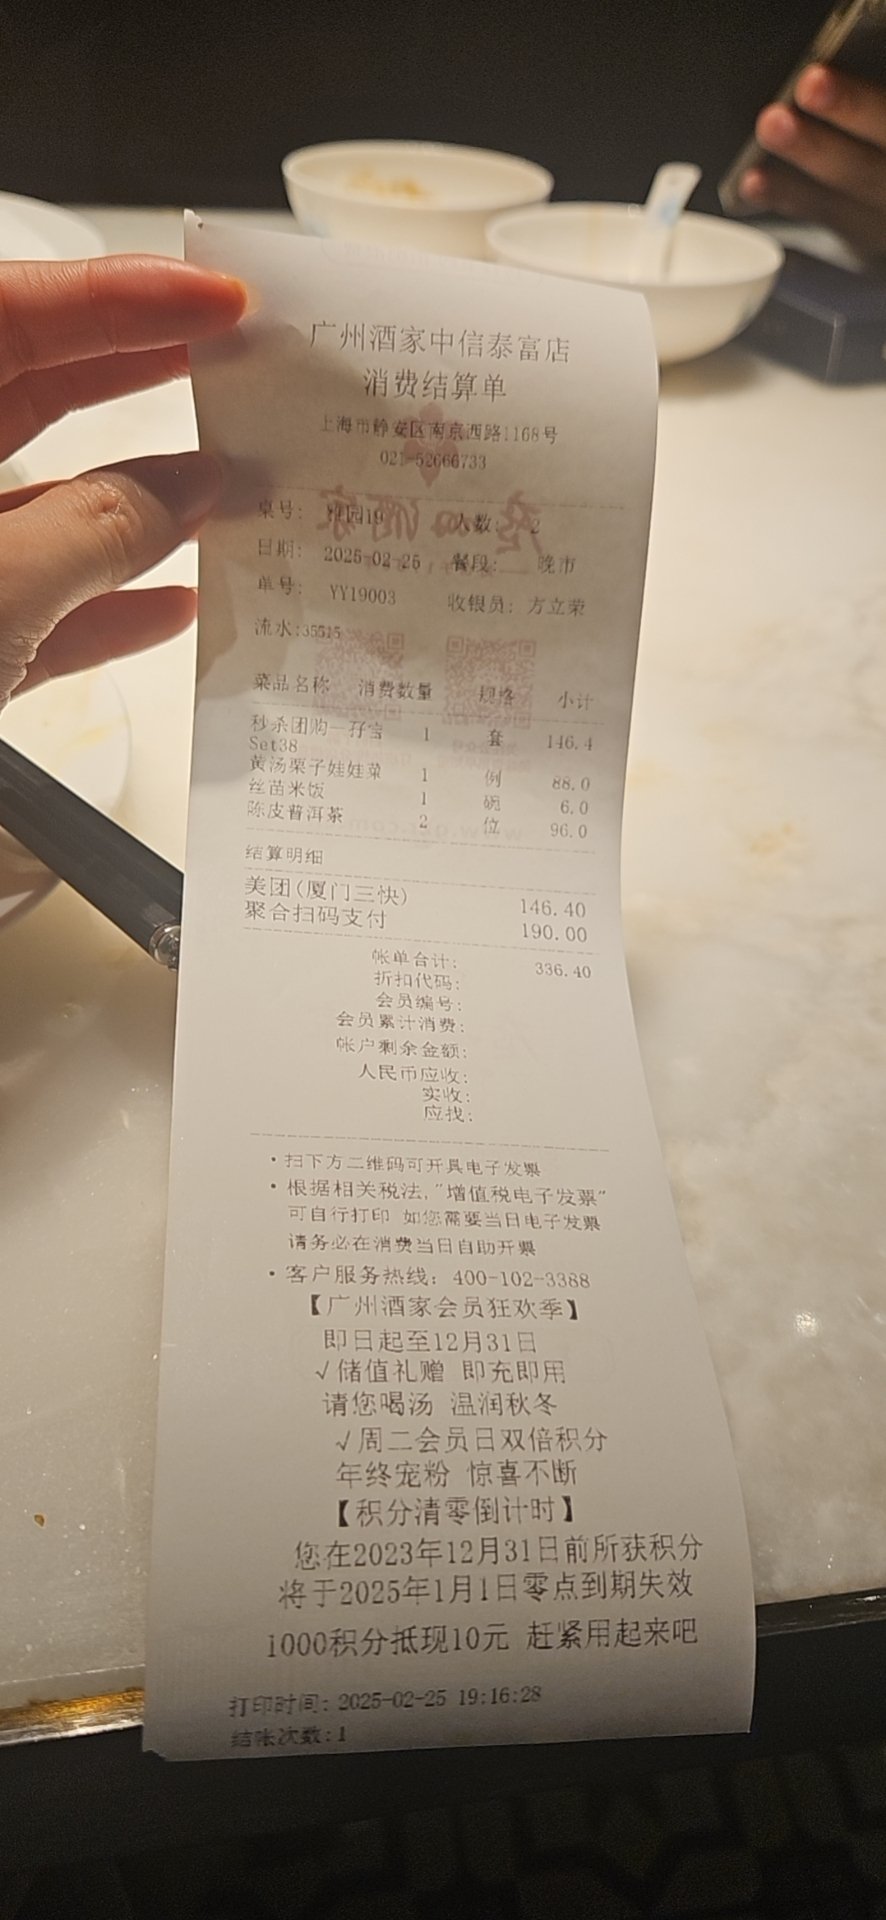 广州酒家中信泰富店
消费结算单
上海市静安区南京西路1168号
021-52666733
桌号: 雅园19 人数: 2
日期: 2025-02-25 餐段: 晚市
单号: YY19003 收银员: 方立荣
流水:35515
菜品名称 消费数量 规格 小计
秒杀团购—孖宝 1 套 146.4
Set38
黄汤栗子娃娃菜 1 例 88.0
丝苗米饭 1 碗 6.0
陈皮普洱茶 2 位 96.0
结算明细
美团(厦门三快) 146.40
聚合扫码支付 190.00
帐单合计: 336.40
折扣代码:
会员编号:
会员累计消费:
帐户剩余金额:
人民币应收:
实收:
应找:
·扫下方二维码可开具电子发票
·根据相关税法,"增值税电子发票"
可自行打印 如您需要当日电子发票
请务必在消费当日自助开票
·客户服务热线: 400-102-3388
【广州酒家会员狂欢季】
即日起至12月31日
√储值礼赠 即充即用
请您喝汤 温润秋冬
√周二会员日双倍积分
年终宠粉 惊喜不断
【积分清零倒计时】
您在2023年12月31日前所获积分
将于2025年1月1日零点到期失效
1000积分抵现10元 赶紧用起来吧
打印时间: 2025-02-25 19:16:28
结账次数:1